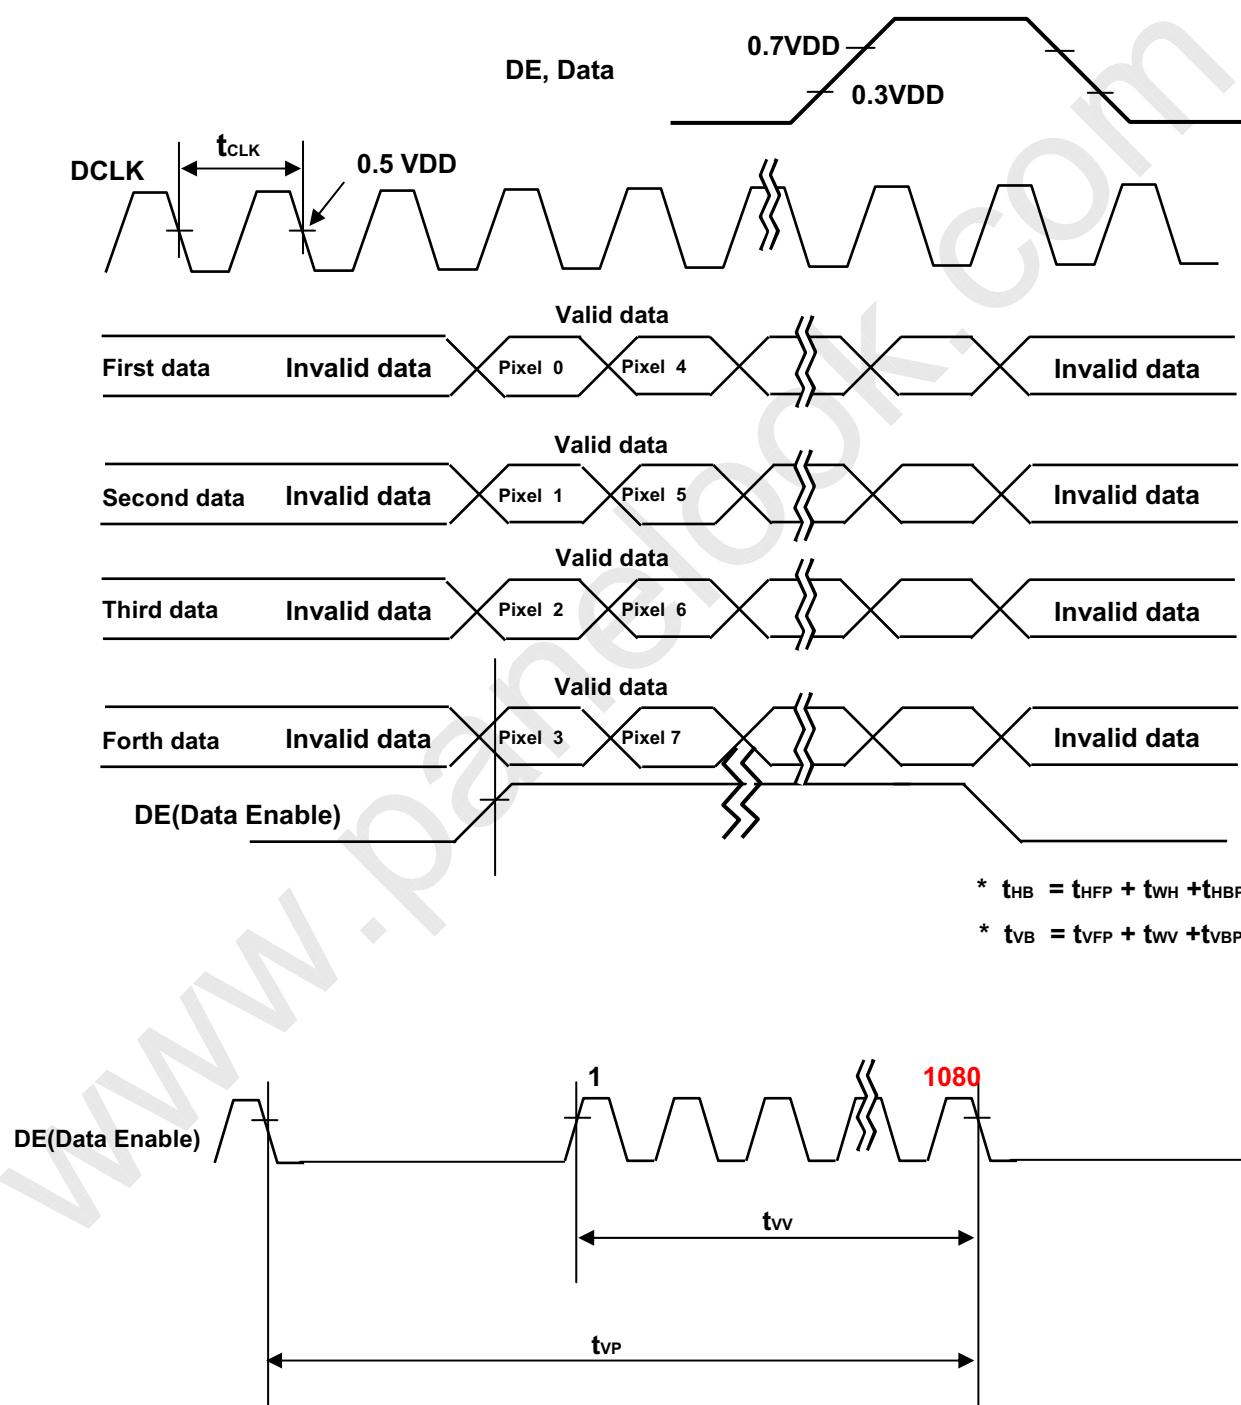 0.7VDD
DE, Data
0.3VDD
tCLK
DCLK
0.5 VDD
Valid data
First data Invalid data Pixel 0 Pixel 4 Invalid data
Valid data
Second data Invalid data Pixel 1 Pixel 5 Invalid data
Valid data
Third data Invalid data Pixel 2 Pixel 6 Invalid data
Valid data
Forth data Invalid data Pixel 3 Pixel 7 Invalid data
DE(Data Enable)
* tHB = tHFP + tWH +tHBP
* tVB = tVFP + tWV +tVBP
1 1080
DE(Data Enable)
tVV
tVP
www.panelook.com